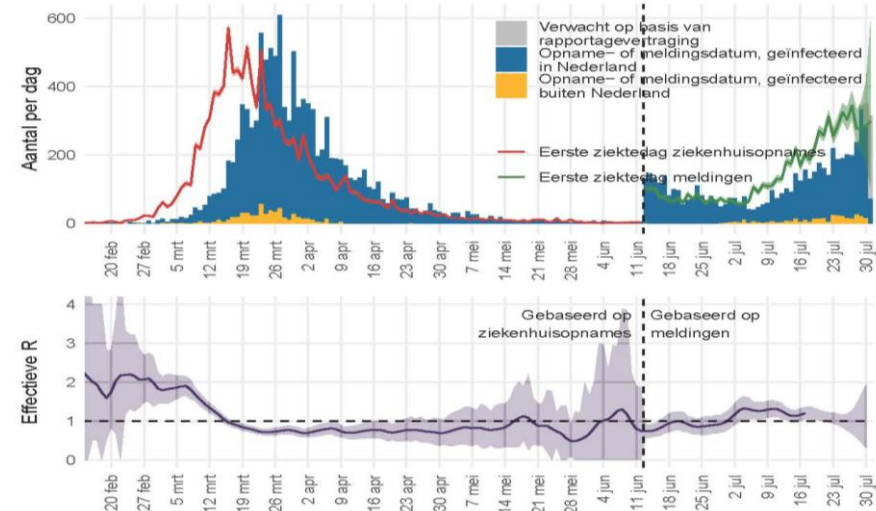 Aantal per dag
600
400
200
0
Verwacht op basis van
rapportagevertraging
Opname- of meldingsdatum, geïnfecteerd
in Nederland
Opname- of meldingsdatum, geïnfecteerd
buiten Nederland
Eerste ziektedag ziekenhuisopnames
Eerste ziektedag meldingen
20 feb
27 feb
5 mrt
12 mrt
19 mrt
26 mrt
2 apr
9 apr
16 apr
23 apr
30 apr
7 mei
14 mei
21 mei
28 mei
4 jun
11 jun
18 jun
25 jun
2 jul
9 jul
16 jul
23 jul
30 jul
Effectieve R
4
3
2
1
0
Gebaseerd op
ziekenhuisopnames
Gebaseerd op
meldingen
20 feb
27 feb
5 mrt
12 mrt
19 mrt
26 mrt
2 apr
9 apr
16 apr
23 apr
30 apr
7 mei
14 mei
21 mei
28 mei
4 jun
11 jun
18 jun
25 jun
2 jul
9 jul
16 jul
23 jul
30 jul